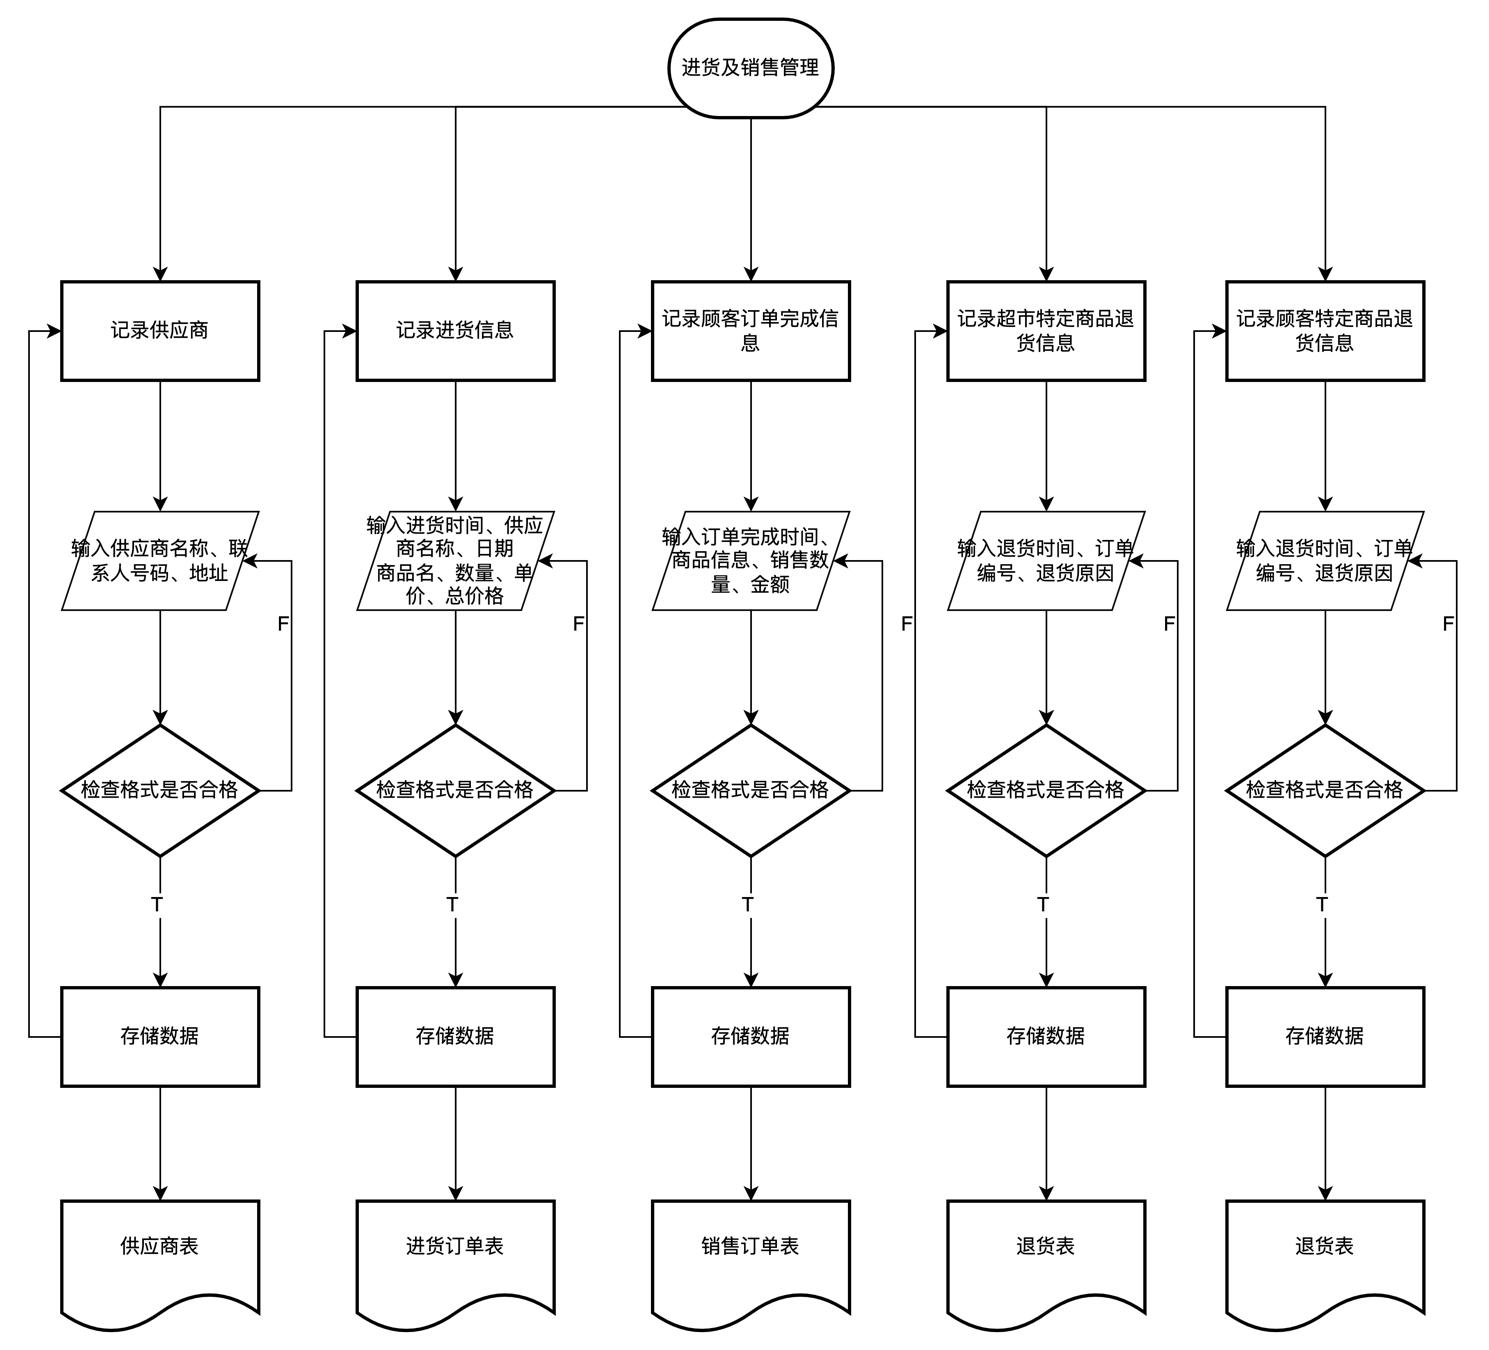 进货及销售管理
记录供应商
记录进货信息
记录顾客订单完成信
息
记录超市特定商品退
货信息
记录顾客特定商品退
货信息
输入供应商名称、联
系人号码、地址
输入进货时间、供应
商名称、日期
商品名、数量、单
价、总价格
输入订单完成时间、
商品信息、销售数
量、金额
输入退货时间、订单
编号、退货原因
输入退货时间、订单
编号、退货原因
F
F
F
F
F
检查格式是否合格
检查格式是否合格
检查格式是否合格
检查格式是否合格
检查格式是否合格
T
T
T
T
T
存储数据
存储数据
存储数据
存储数据
存储数据
供应商表
进货订单表
销售订单表
退货表
退货表